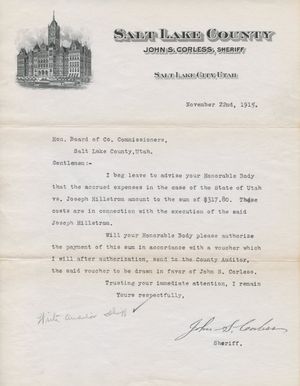 SALT LAKE COUNTY
JOHN S. CORLESS, SHERIFF
SALT LAKE CITY, UTAH
November 22nd, 1915.
Hon. Board of Co. Commissioners,
Salt Lake County, Utah.
Gentlemen:-
I beg leave to advise your Honorable Body
that the accrued expenses in the case of the State of Utah
vs, Joseph Hillstrom amount to the sum of $317.80. These
costs are in connection with the execution of the said
Joseph Hillstrom.
Will your Honorable Body please authorize
the payment of this sum in accordance with a voucher which
I will after authorization, send to the County Auditor,
the said voucher to be drawn in favor of John S. Corless.
Trusting your immediate attention, I remain
Yours respectfully,
Write
John S. Corless
Sheriff.